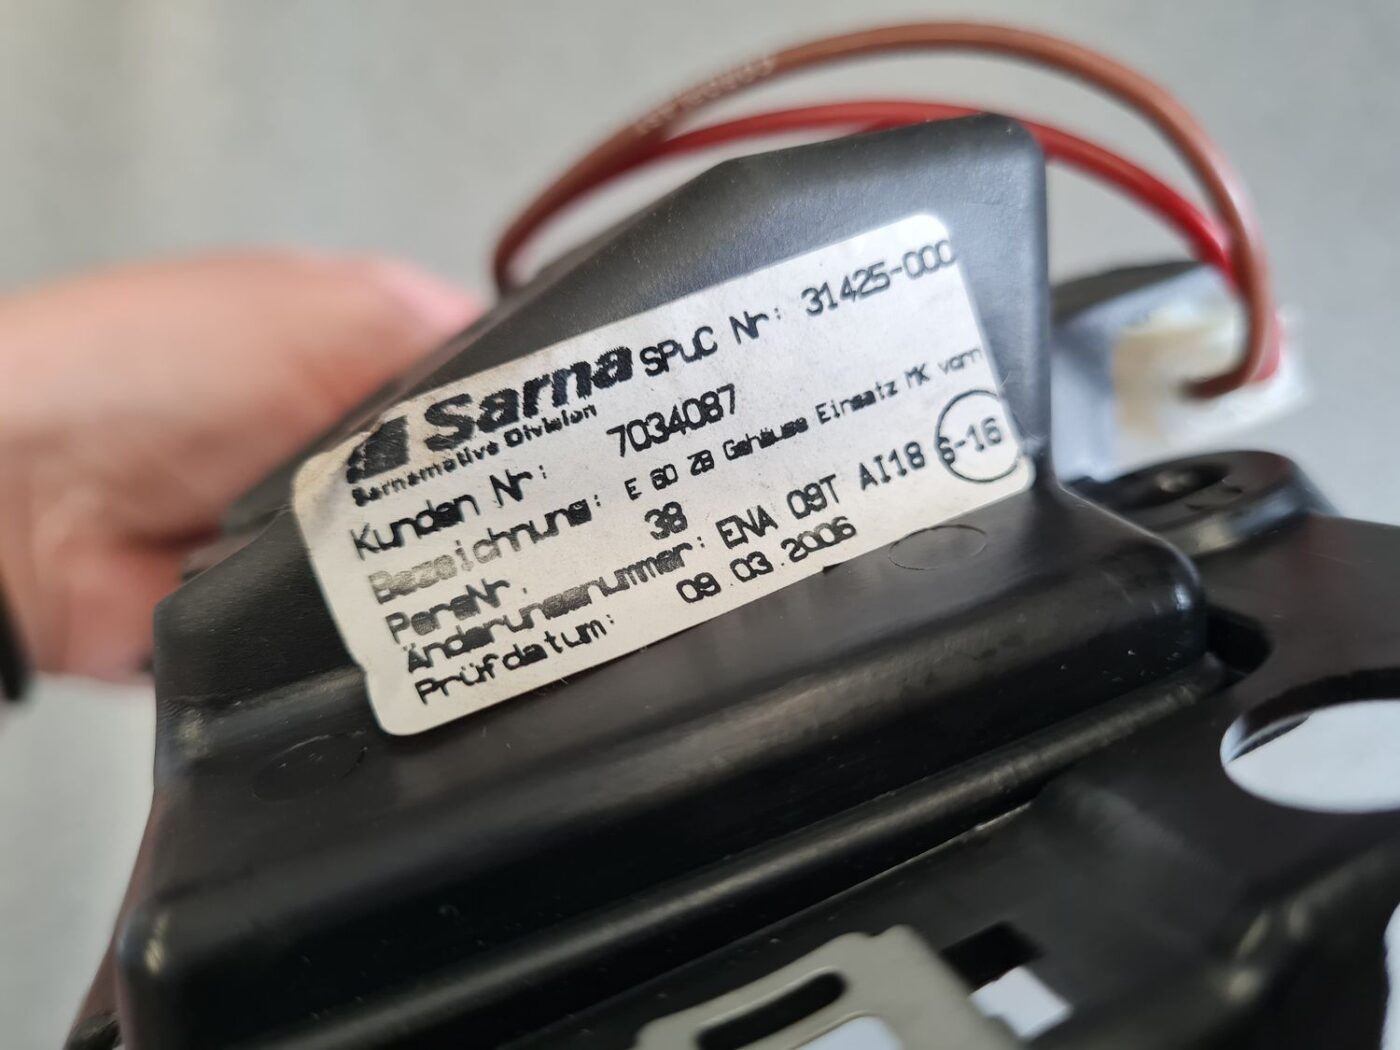 Sarna SPuC Nr: 31425-000
Sarnamotive Division
Kunden Nr: 7034087
Bezeichnung: E 60 ZB Gehäuse Einsatz MK vorn
PersNr. 38
Änderungsnummer: ENA 09T AI18 S-16
Prüfdatum: 09.03.2006